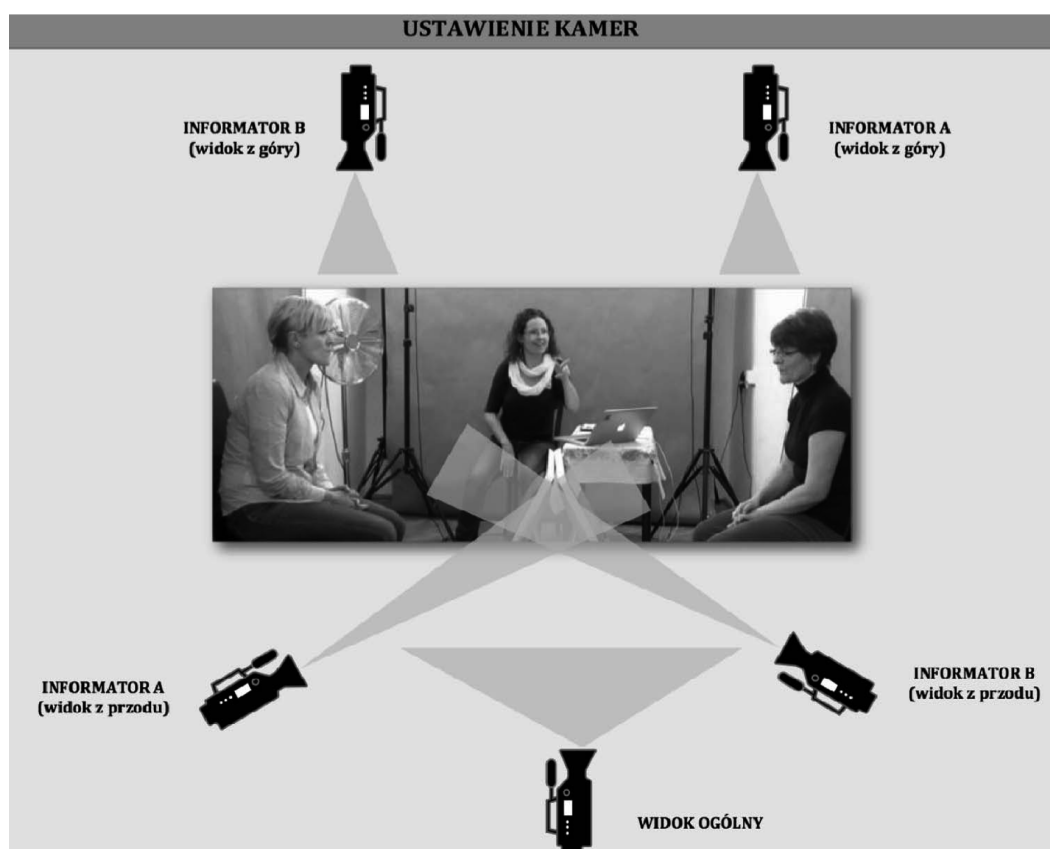 USTAWIENIE KAMER
INFORMATOR B
(widok z góry)
INFORMATOR A
(widok z góry)
INFORMATOR A
(widok z przodu)
INFORMATOR B
(widok z przodu)
WIDOK OGÓLNY